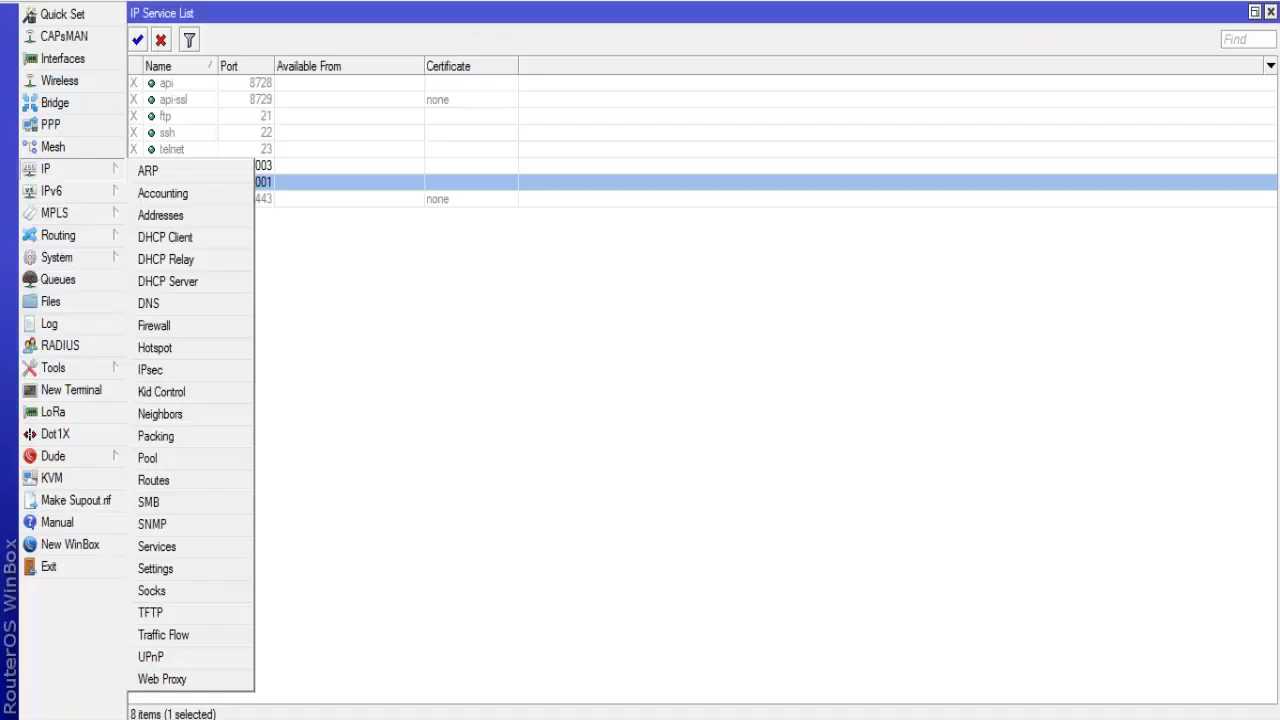 Quick Set
CAPsMAN
Interfaces
Wireless
Bridge
PPP
Mesh
IP
IPv6
MPLS
Routing
System
Queues
Files
Log
RADIUS
Tools
New Terminal
LoRa
Dot1X
Dude
KVM
Make Supout.rif
Manual
New WinBox
Exit
RouterOS WinBox
IP Service List
Find
Name / Port Available From Certificate
X api 8728
X api-ssl 8729 none
X ftp 21
X ssh 22
X telnet 23
003
001
443 none
ARP
Accounting
Addresses
DHCP Client
DHCP Relay
DHCP Server
DNS
Firewall
Hotspot
IPsec
Kid Control
Neighbors
Packing
Pool
Routes
SMB
SNMP
Services
Settings
Socks
TFTP
Traffic Flow
UPnP
Web Proxy
8 items (1 selected)